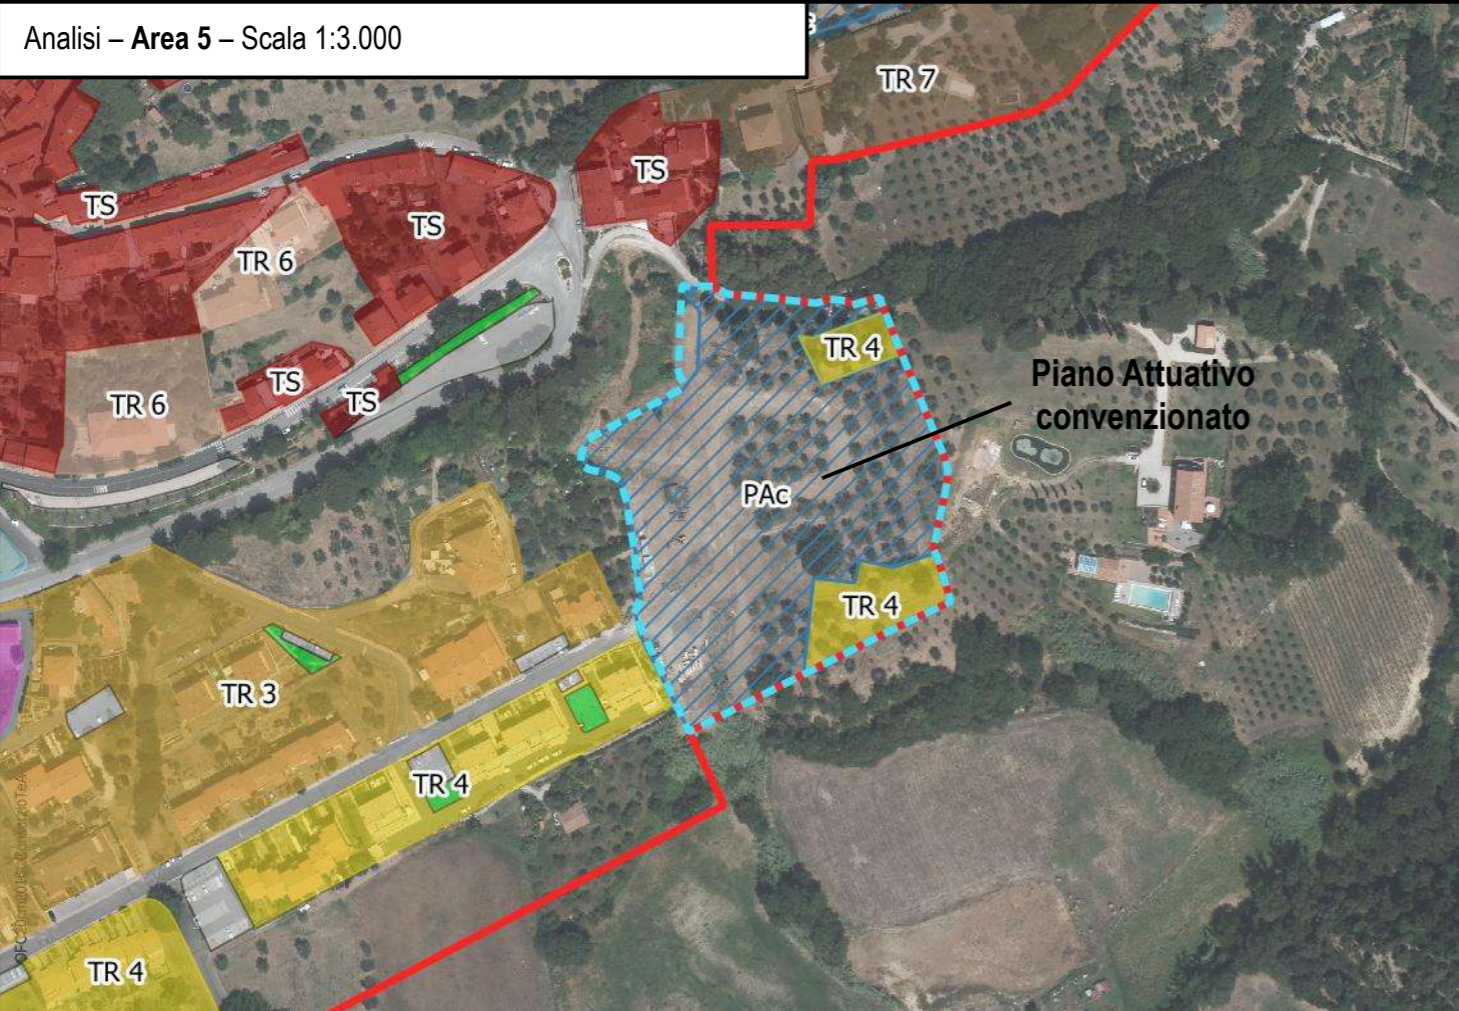 Analisi – Area 5 – Scala 1:3.000
TR 7
TS
TS
TS
TR 6
TS
TR 4
Piano Attuativo
convenzionato
TS
TR 6
PAc
TR 4
TR 3
TR 4
TR 4